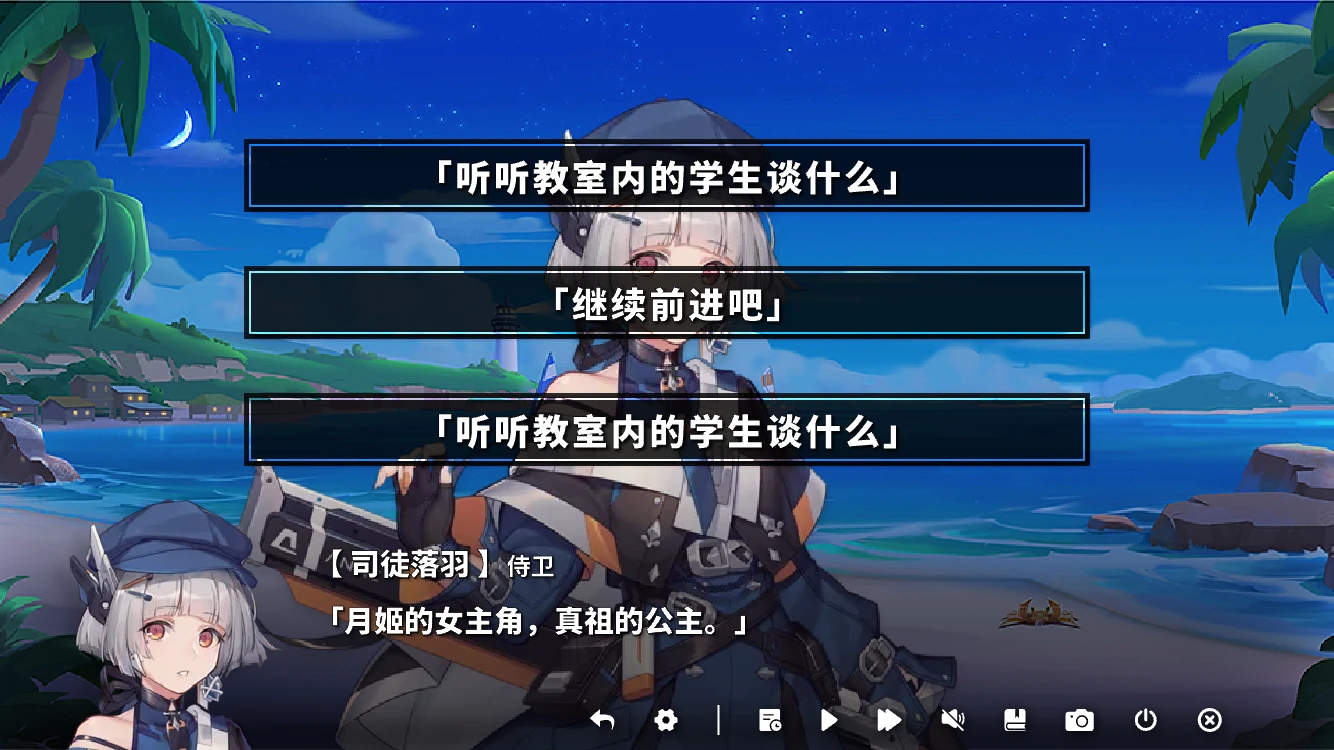 「听听教室内的学生谈什么」
「继续前进吧」
「听听教室内的学生谈什么」
【 司徒落羽 】 侍卫
「月姬的女主角，真祖的公主。」